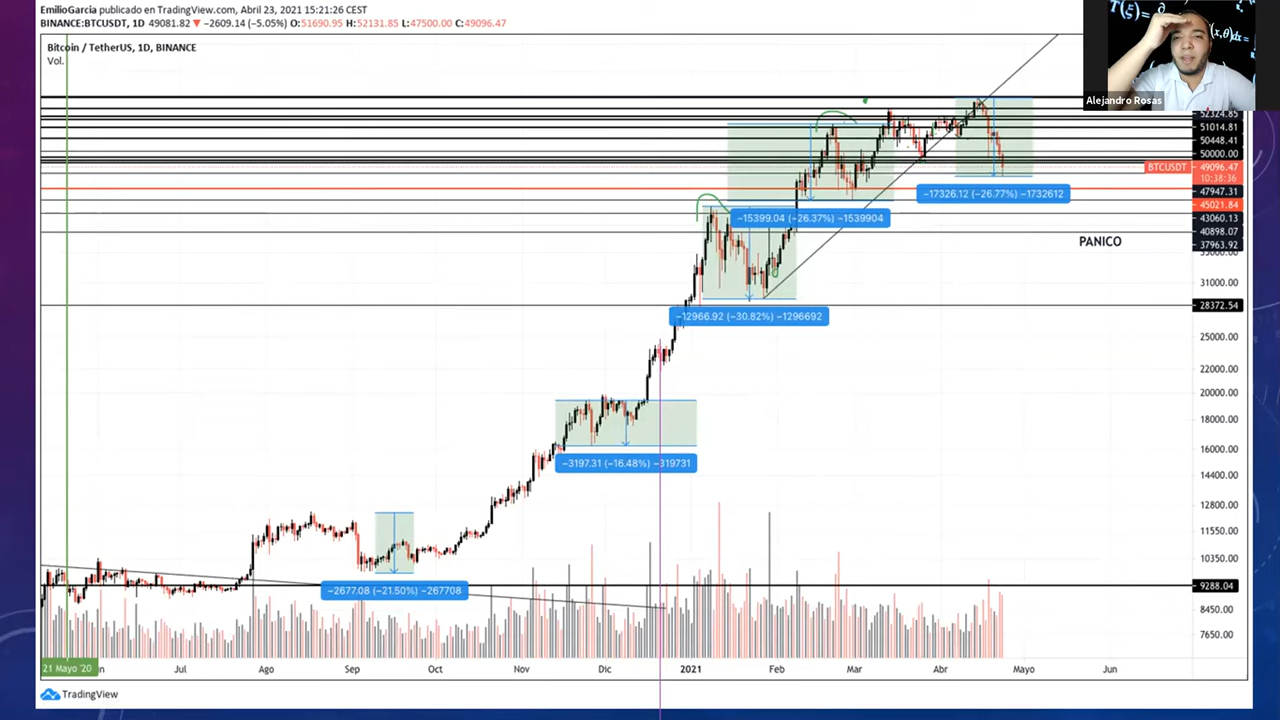 EmilioGarcia publicado en TradingView.com, Abril 23, 2021 15:21:26 CEST
BINANCE:BTCUSDT, 1D 49081.82 ▼ −2609.14 (−5.05%) O:51690.95 H:52131.85 L:47500.00 C:49096.47
Bitcoin / TetherUS, 1D, BINANCE
Vol.
Alejandro Rosas
52324.85
51014.81
50448.41
50000.00
BTCUSDT 49096.47
10:38:36
47947.31
45021.84
43060.13
40898.07
37963.92
35000.00
31000.00
28372.54
25000.00
22000.00
20000.00
18000.00
16000.00
14400.00
12800.00
11550.00
10350.00
9288.04
8450.00
7650.00
−17326.12 (−26.77%) −1732612
−15399.04 (−26.37%) −1539904
PANICO
−12966.92 (−30.82%) −1296692
−3197.31 (−16.48%) −319731
−2677.08 (−21.50%) −267708
21 Mayo '20 Jul Ago Sep Oct Nov Dic 2021 Feb Mar Abr Mayo Jun
TradingView